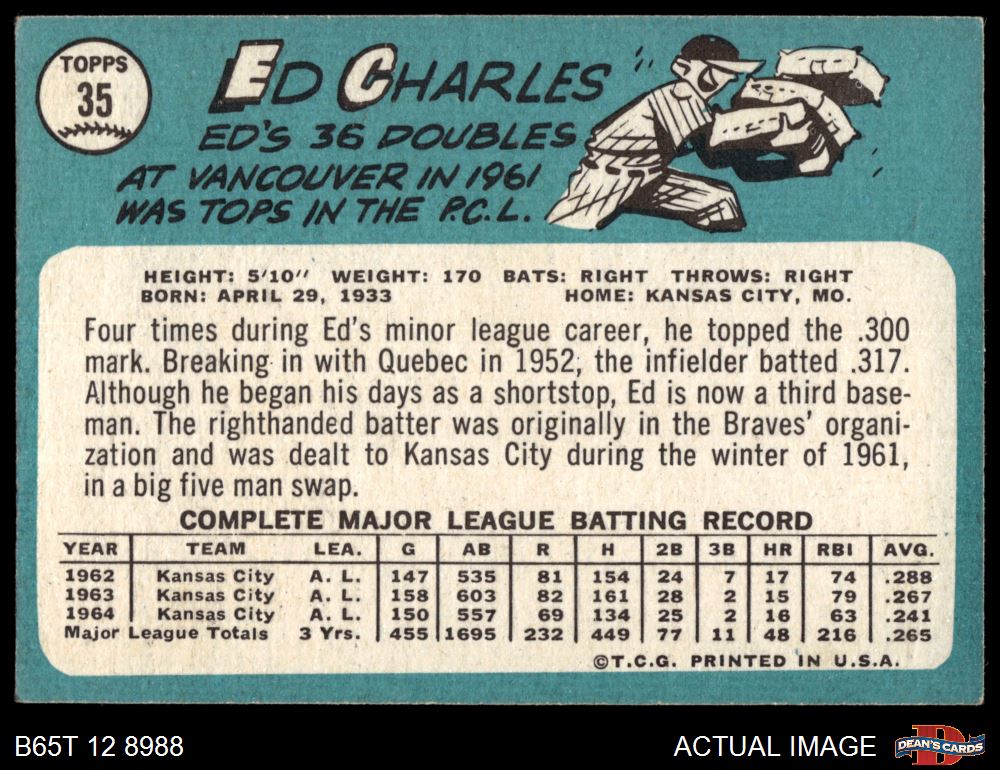 TOPPS
35
ED CHARLES
ED'S 36 DOUBLES
AT VANCOUVER IN 1961
WAS TOPS IN THE P.C.L.
HEIGHT: 5'10" WEIGHT: 170 BATS: RIGHT THROWS: RIGHT
BORN: APRIL 29, 1933 HOME: KANSAS CITY, MO.
Four times during Ed's minor league career, he topped the .300
mark. Breaking in with Quebec in 1952, the infielder batted .317.
Although he began his days as a shortstop, Ed is now a third base-
man. The righthanded batter was originally in the Braves' organi-
zation and was dealt to Kansas City during the winter of 1961,
in a big five man swap.
COMPLETE MAJOR LEAGUE BATTING RECORD
YEAR TEAM LEA. G AB R H 2B 3B HR RBI AVG.
1962 Kansas City A. L. 147 535 81 154 24 7 17 74 .288
1963 Kansas City A. L. 158 603 82 161 28 2 15 79 .267
1964 Kansas City A. L. 150 557 69 134 25 2 16 63 .241
Major League Totals 3 Yrs. 455 1695 232 449 77 11 48 216 .265
©T.C.G. PRINTED IN U.S.A.
B65T 12 8988 ACTUAL IMAGE DEAN'S CARDS